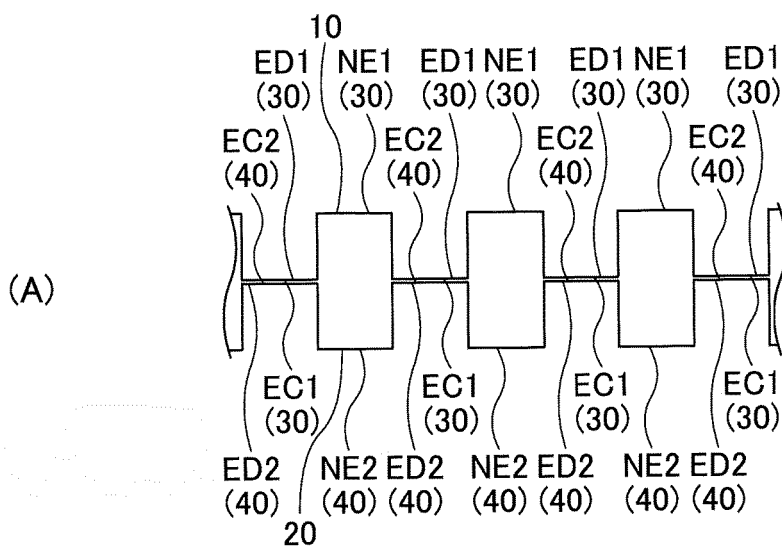 10
ED1 NE1 ED1 NE1 ED1 NE1 ED1
(30) (30) (30) (30) (30) (30) (30)
EC2 EC2 EC2 EC2
(40) (40) (40) (40)
(A)
EC1 EC1 EC1 EC1
(30) (30) (30) (30)
ED2 NE2 ED2 NE2 ED2 NE2 ED2
(40) (40) (40) (40) (40) (40) (40)
20